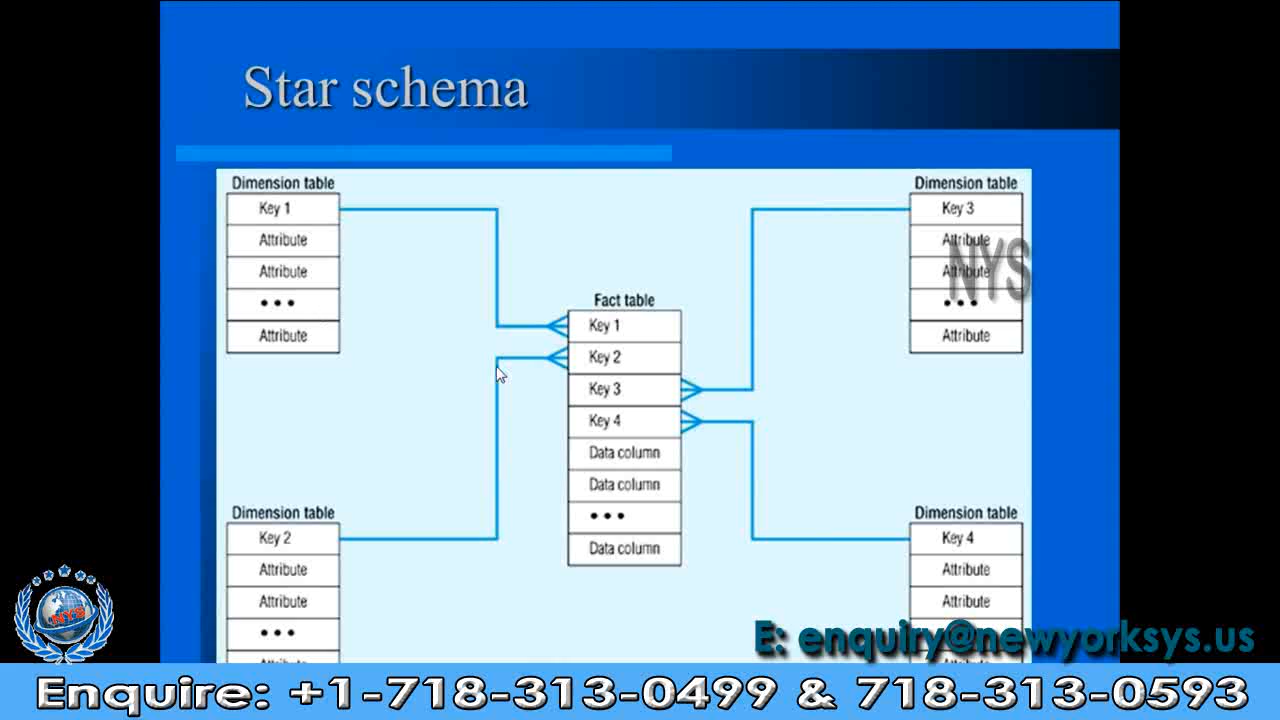 Star schema
Dimension table
Key 1
Attribute
Attribute
•••
Attribute
Dimension table
Key 3
Attribute
Attribute
•••
Attribute
NYS
Fact table
Key 1
Key 2
Key 3
Key 4
Data column
Data column
•••
Data column
Dimension table
Key 2
Attribute
Attribute
•••
Dimension table
Key 4
Attribute
Attribute
NYS
E: enquiry@newyorksys.us
Enquire: +1-718-313-0499 & 718-313-0593